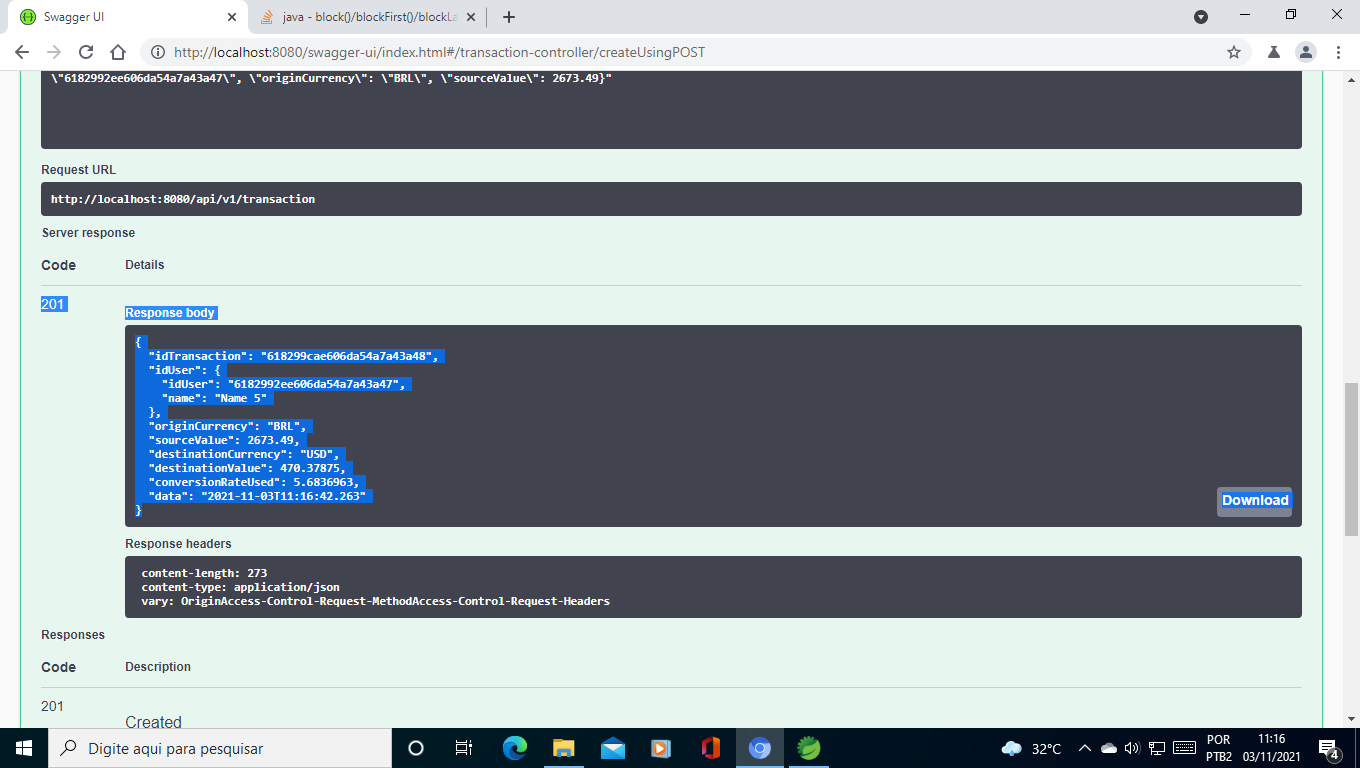 Swagger UI
java - block()/blockFirst()/blockLa
http://localhost:8080/swagger-ui/index.html#/transaction-controller/createUsingPOST
\"6182992ee606da54a7a43a47\", \"originCurrency\": \"BRL\", \"sourceValue\": 2673.49}"
Request URL
http://localhost:8080/api/v1/transaction
Server response
Code Details
201
Response body
{
  "idTransaction": "618299cae606da54a7a43a48",
  "idUser": {
    "idUser": "6182992ee606da54a7a43a47",
    "name": "Name 5"
  },
  "originCurrency": "BRL",
  "sourceValue": 2673.49,
  "destinationCurrency": "USD",
  "destinationValue": 470.37875,
  "conversionRateUsed": 5.6836963,
  "data": "2021-11-03T11:16:42.263"
}
Download
Response headers
content-length: 273
content-type: application/json
vary: OriginAccess-Control-Request-MethodAccess-Control-Request-Headers
Responses
Code Description
201
Created
Digite aqui para pesquisar
32°C
POR
PTB2
11:16
03/11/2021
4